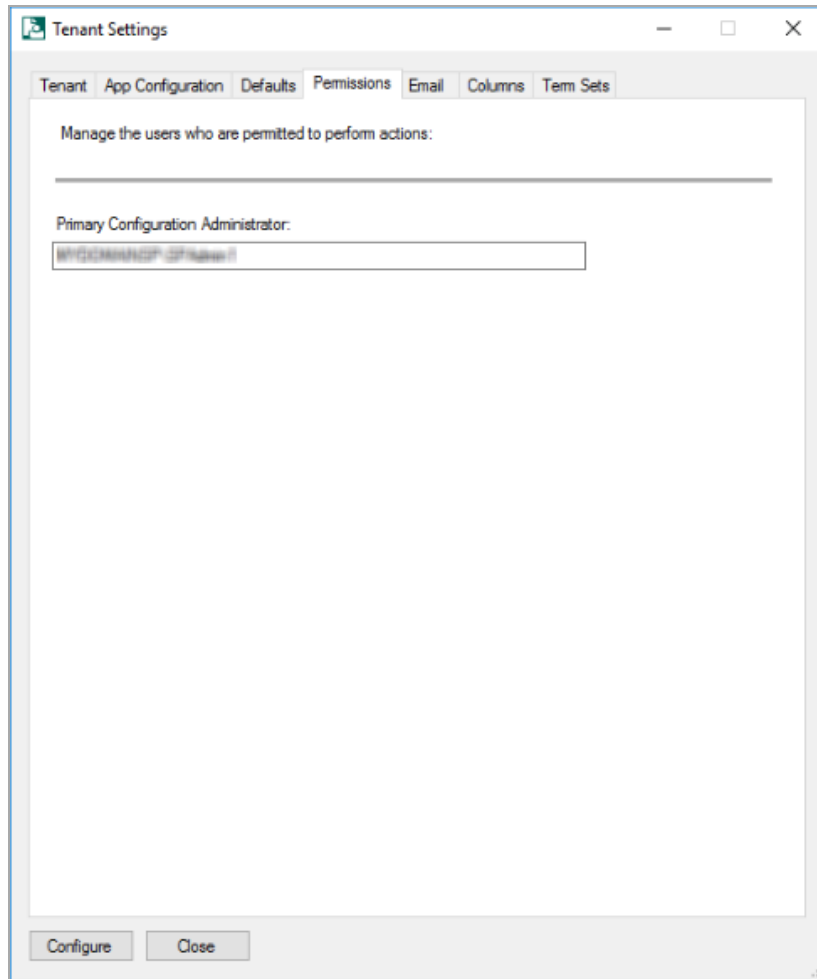 Tenant Settings
Tenant App Configuration Defaults Permissions Email Columns Term Sets
Manage the users who are permitted to perform actions:
Primary Configuration Administrator:
Configure Close